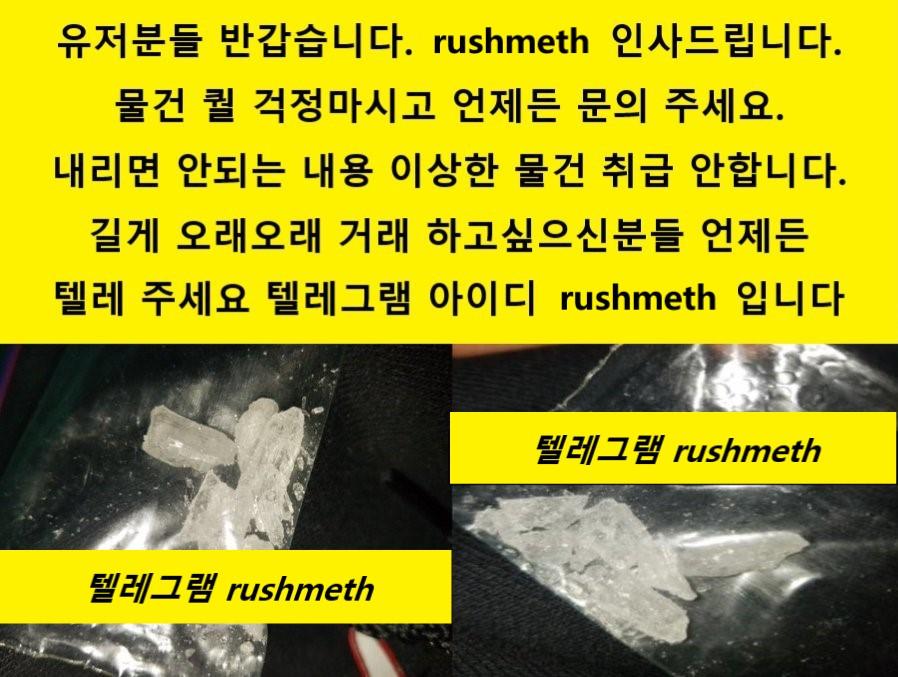 유저분들 반갑습니다. rushmeth 인사드립니다.
물건 퀄 걱정마시고 언제든 문의 주세요.
내리면 안되는 내용 이상한 물건 취급 안합니다.
길게 오래오래 거래 하고싶으신분들 언제든
텔레 주세요 텔레그램 아이디 rushmeth 입니다
텔레그램 rushmeth
텔레그램 rushmeth